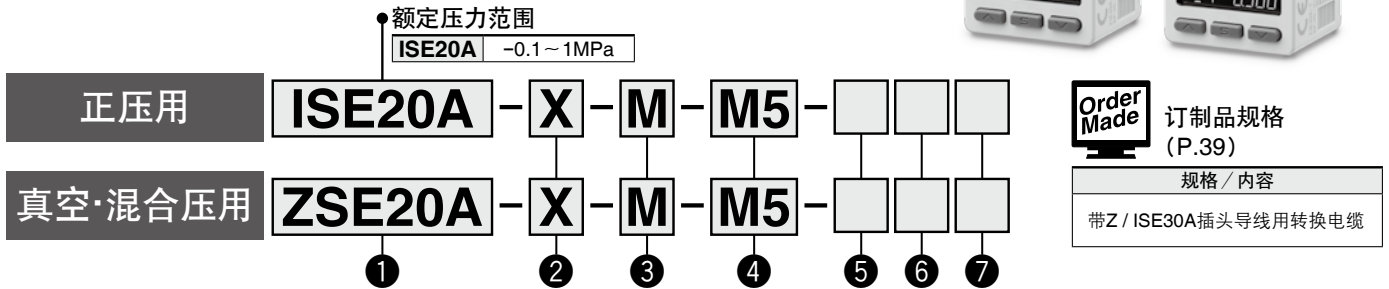 额定压力范围
ISE20A -0.1～1MPa
正压用 ISE20A-X-M-M5-
真空·混合压用 ZSE20A-X-M-M5-
❶ ❷ ❸ ❹ ❺ ❻ ❼
Order Made
订制品规格
(P.39)
规格／内容
带Z / ISE30A插头导线用转换电缆